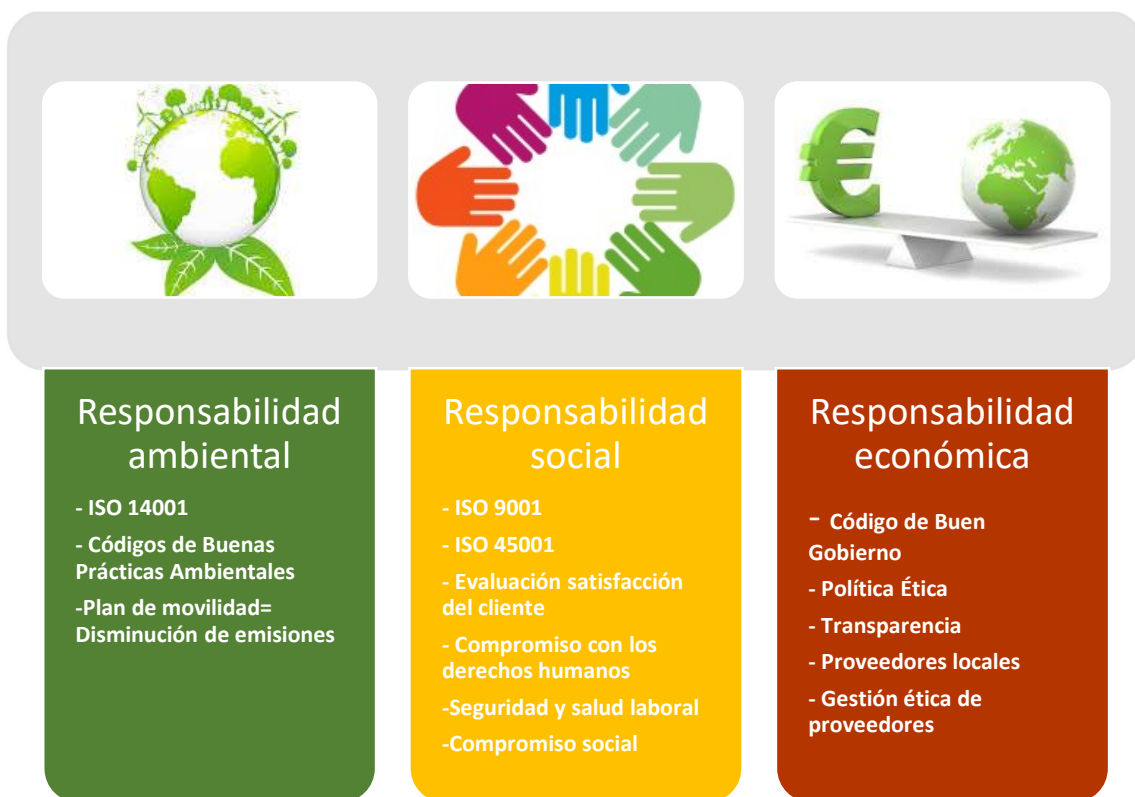 Responsabilidad
ambiental
- ISO 14001
- Códigos de Buenas
Prácticas Ambientales
-Plan de movilidad=
Disminución de emisiones
Responsabilidad
social
- ISO 9001
- ISO 45001
- Evaluación satisfacción
del cliente
- Compromiso con los
derechos humanos
-Seguridad y salud laboral
-Compromiso social
Responsabilidad
económica
- Código de Buen
Gobierno
- Política Ética
- Transparencia
- Proveedores locales
- Gestión ética de
proveedores